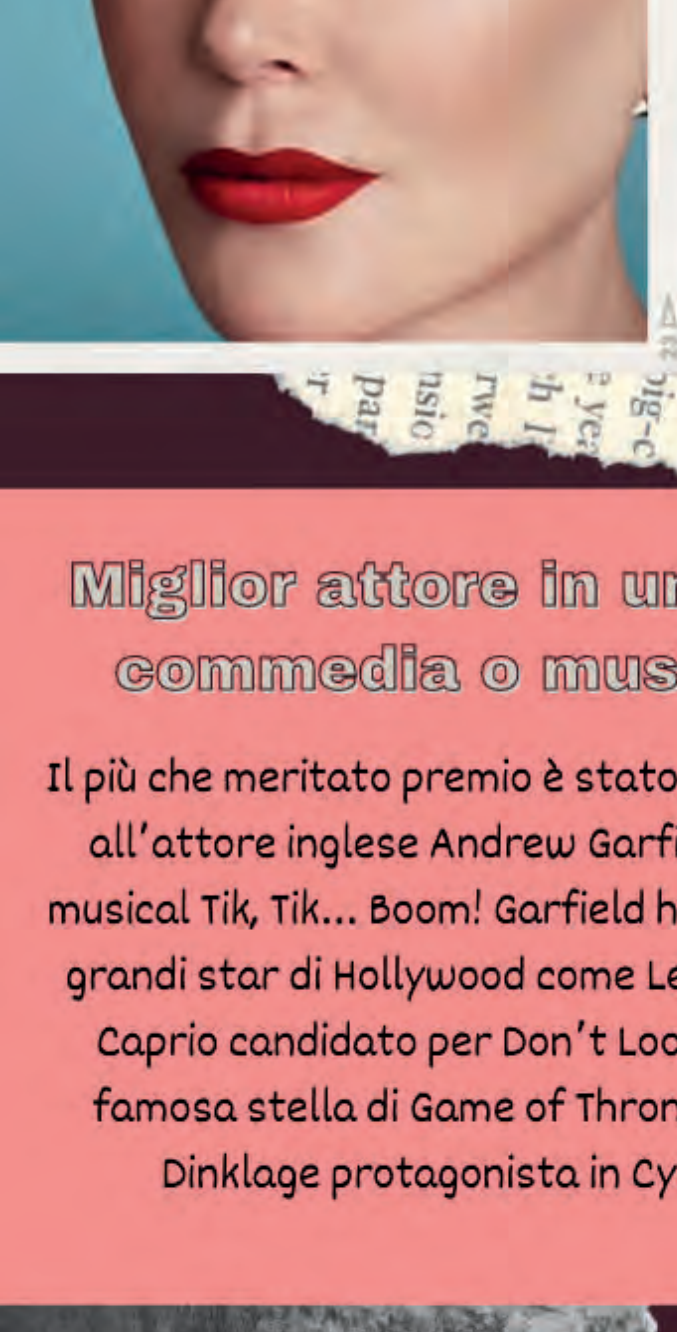 Miglior attore in un
commedia o mus
Il più che meritato premio è stato
all'attore inglese Andrew Garfi
musical Tik, Tik... Boom! Garfield h
grandi star di Hollywood come Le
Caprio candidato per Don't Loo
famosa stella di Game of Thron
Dinklage protagonista in Cy